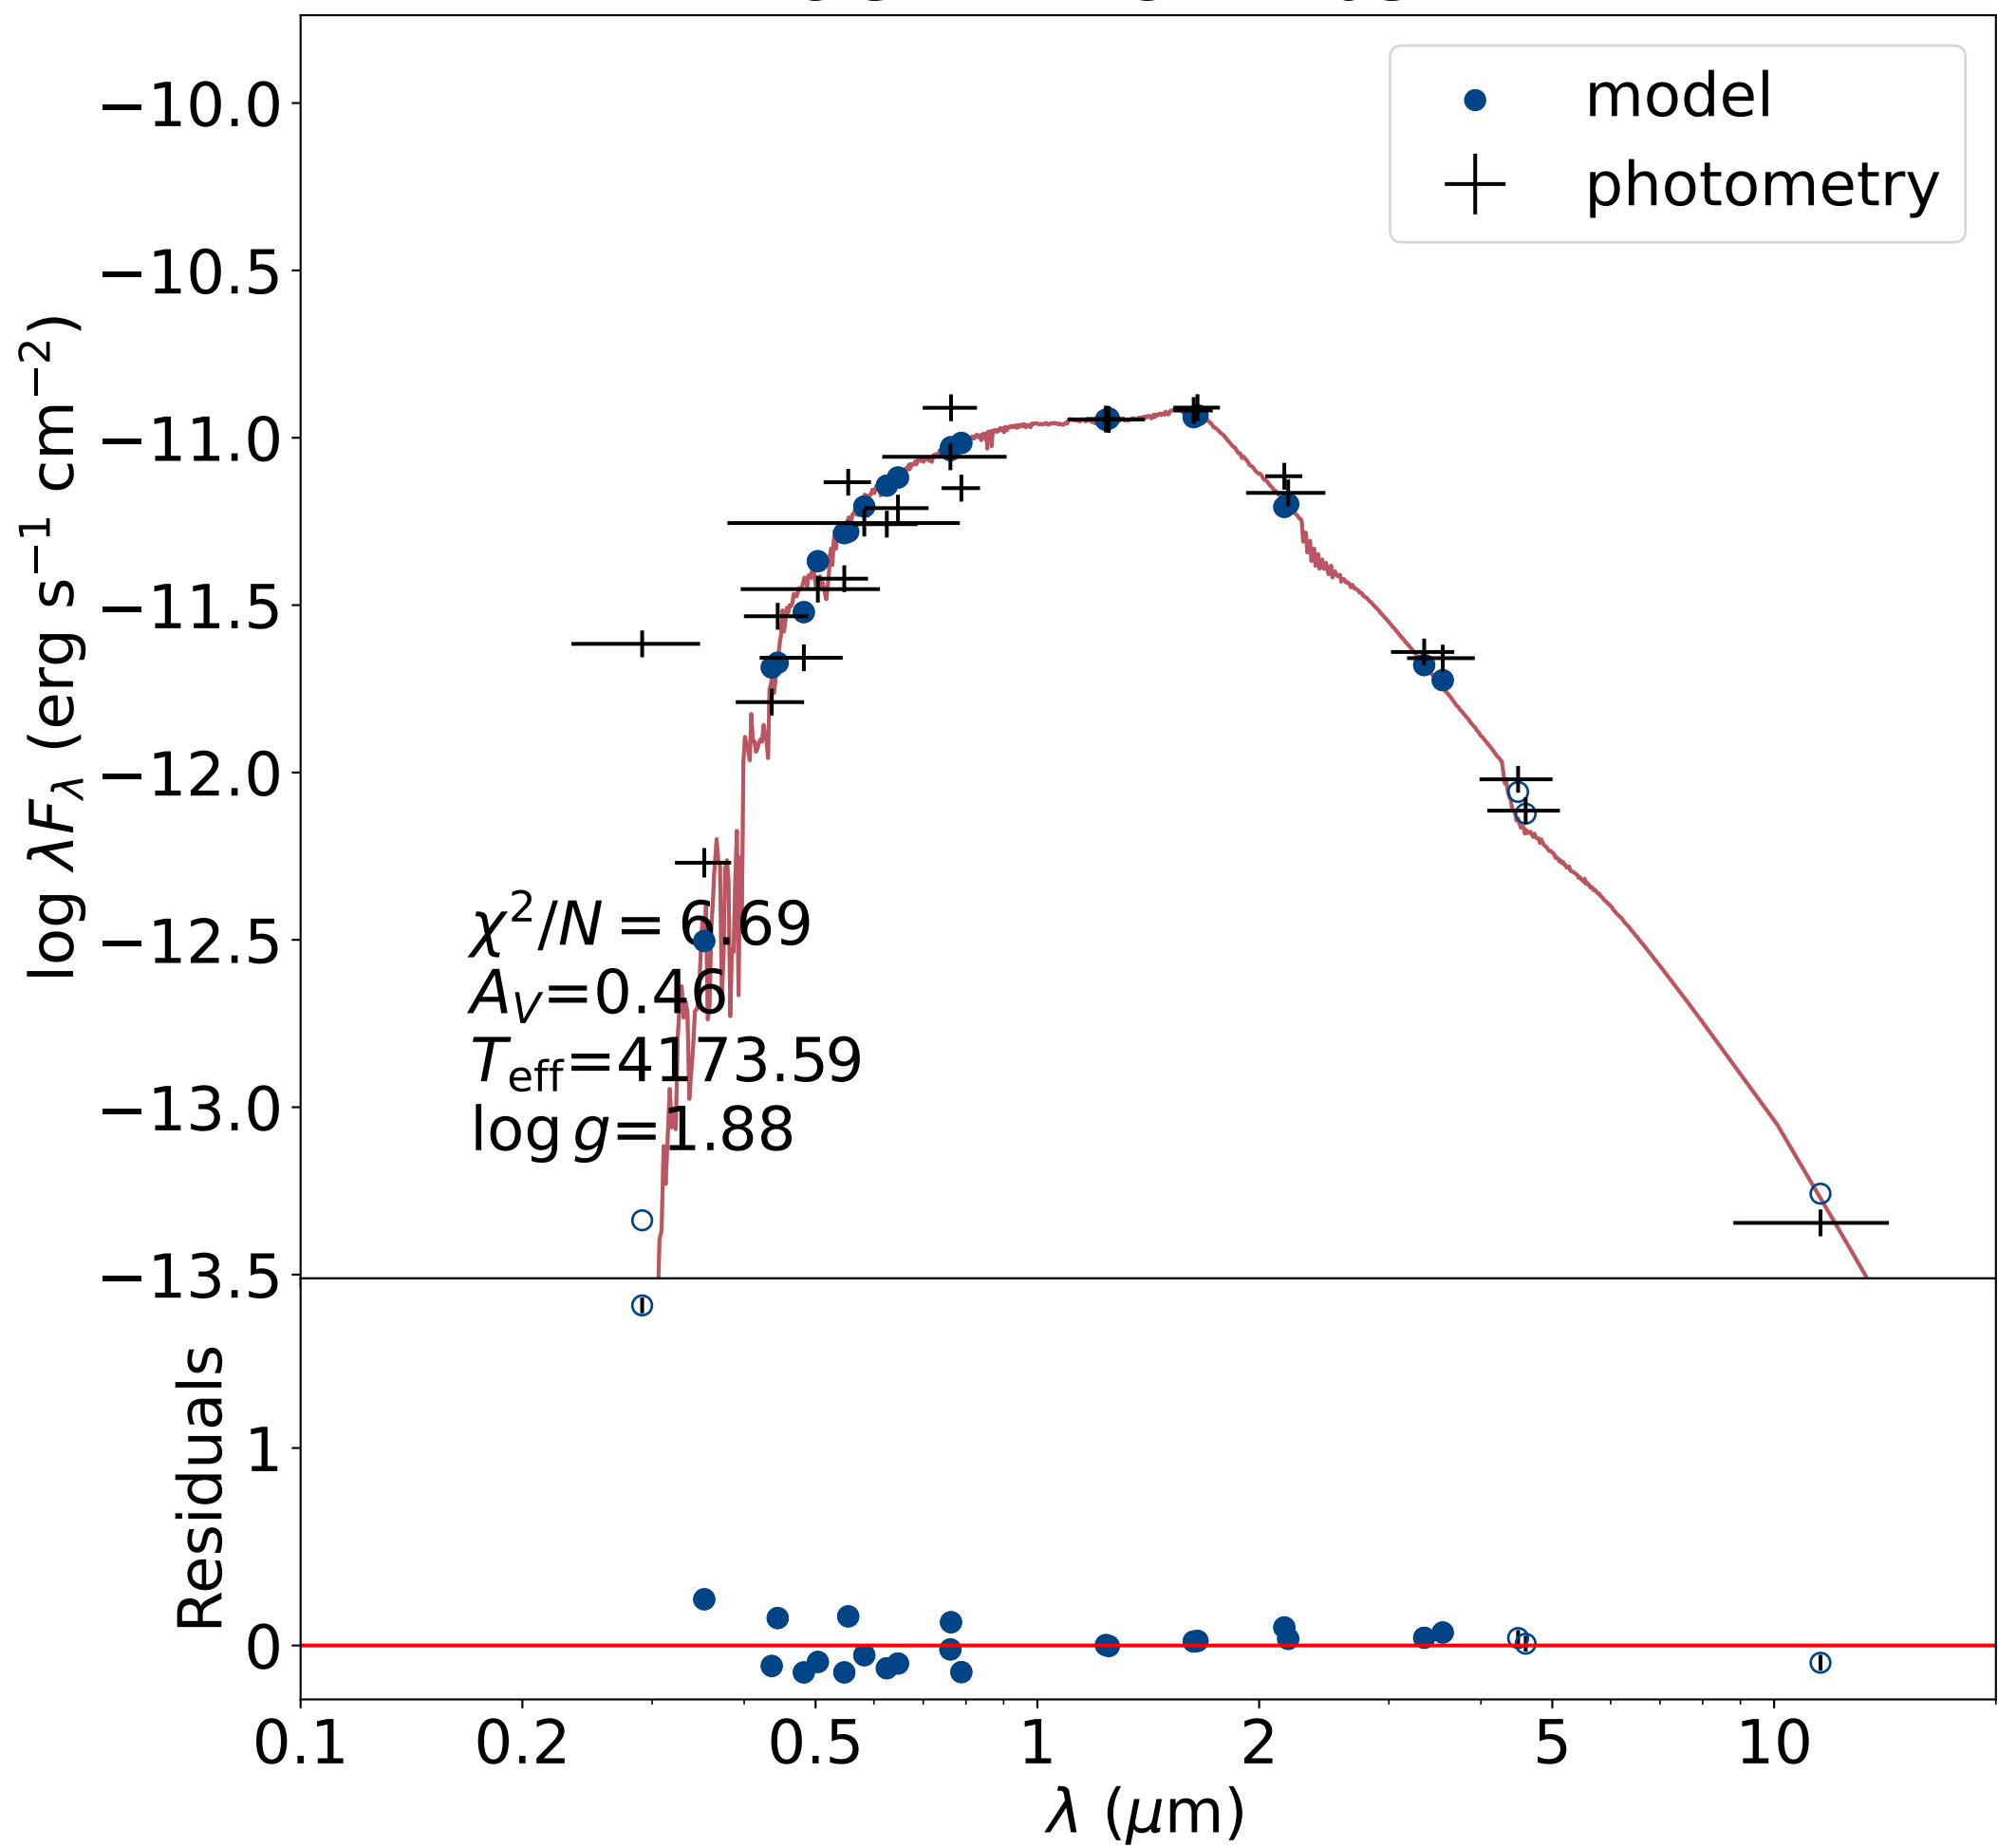 model
photometry
−10.0
−10.5
−11.0
−11.5
−12.0
−12.5
−13.0
−13.5
log λF_λ (erg s⁻¹ cm⁻²)
χ²/N = 6.69
A_V=0.46
T_eff=4173.59
log g=1.88
1
0
Residuals
0.1 0.2 0.5 1 2 5 10
λ (μm)